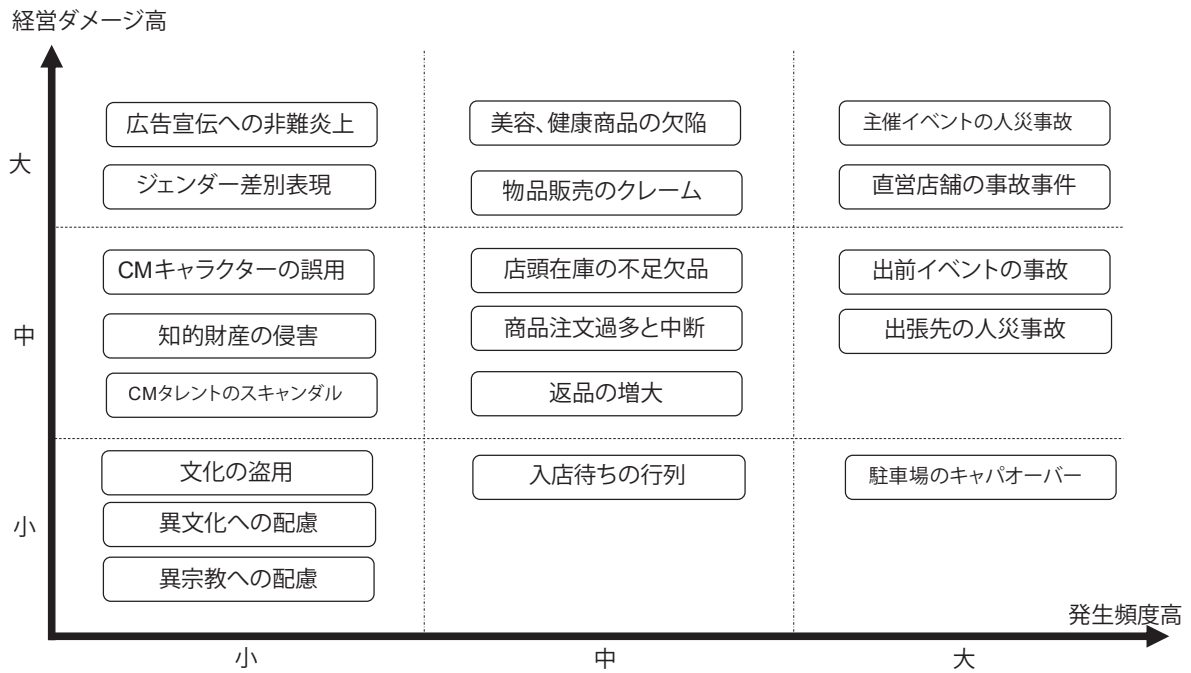 経営ダメージ高
広告宣伝への非難炎上
美容、健康商品の欠陥
主催イベントの人災事故
大
ジェンダー差別表現
物品販売のクレーム
直営店舗の事故事件
CMキャラクターの誤用
店頭在庫の不足欠品
出前イベントの事故
中
知的財産の侵害
商品注文過多と中断
出張先の人災事故
CMタレントのスキャンダル
返品の増大
文化の盗用
入店待ちの行列
駐車場のキャパオーバー
小
異文化への配慮
異宗教への配慮
発生頻度高
小
中
大